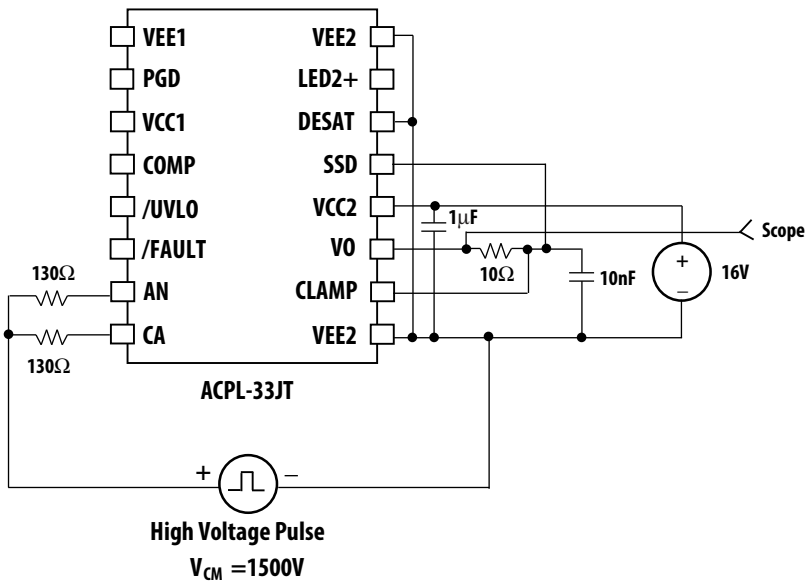 VEE1 VEE2
PGD LED2+
VCC1 DESAT
COMP SSD
/UVLO VCC2 1μF
Scope
/FAULT VO
130Ω 10Ω 10nF + 16V
AN CLAMP –
CA VEE2
130Ω
ACPL-33JT
+ –
High Voltage Pulse
VCM =1500V